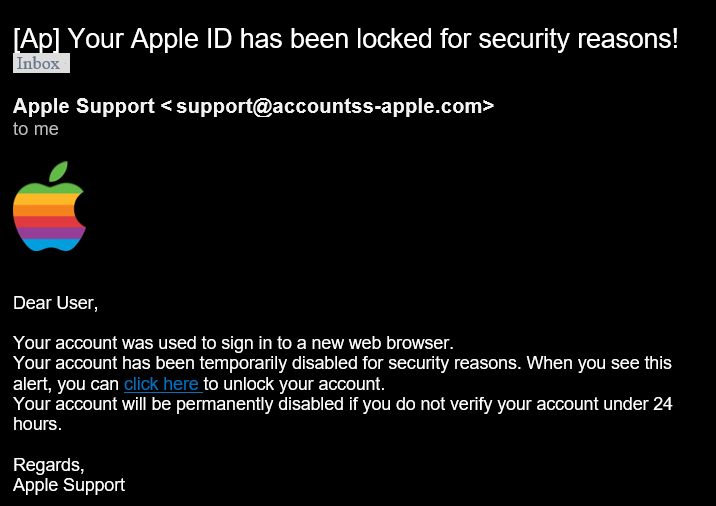 [Ap] Your Apple ID has been locked for security reasons!
Inbox
Apple Support < support@accountss-apple.com>
to me
Dear User,
Your account was used to sign in to a new web browser.
Your account has been temporarily disabled for security reasons. When you see this
alert, you can click here to unlock your account.
Your account will be permanently disabled if you do not verify your account under 24
hours.
Regards,
Apple Support